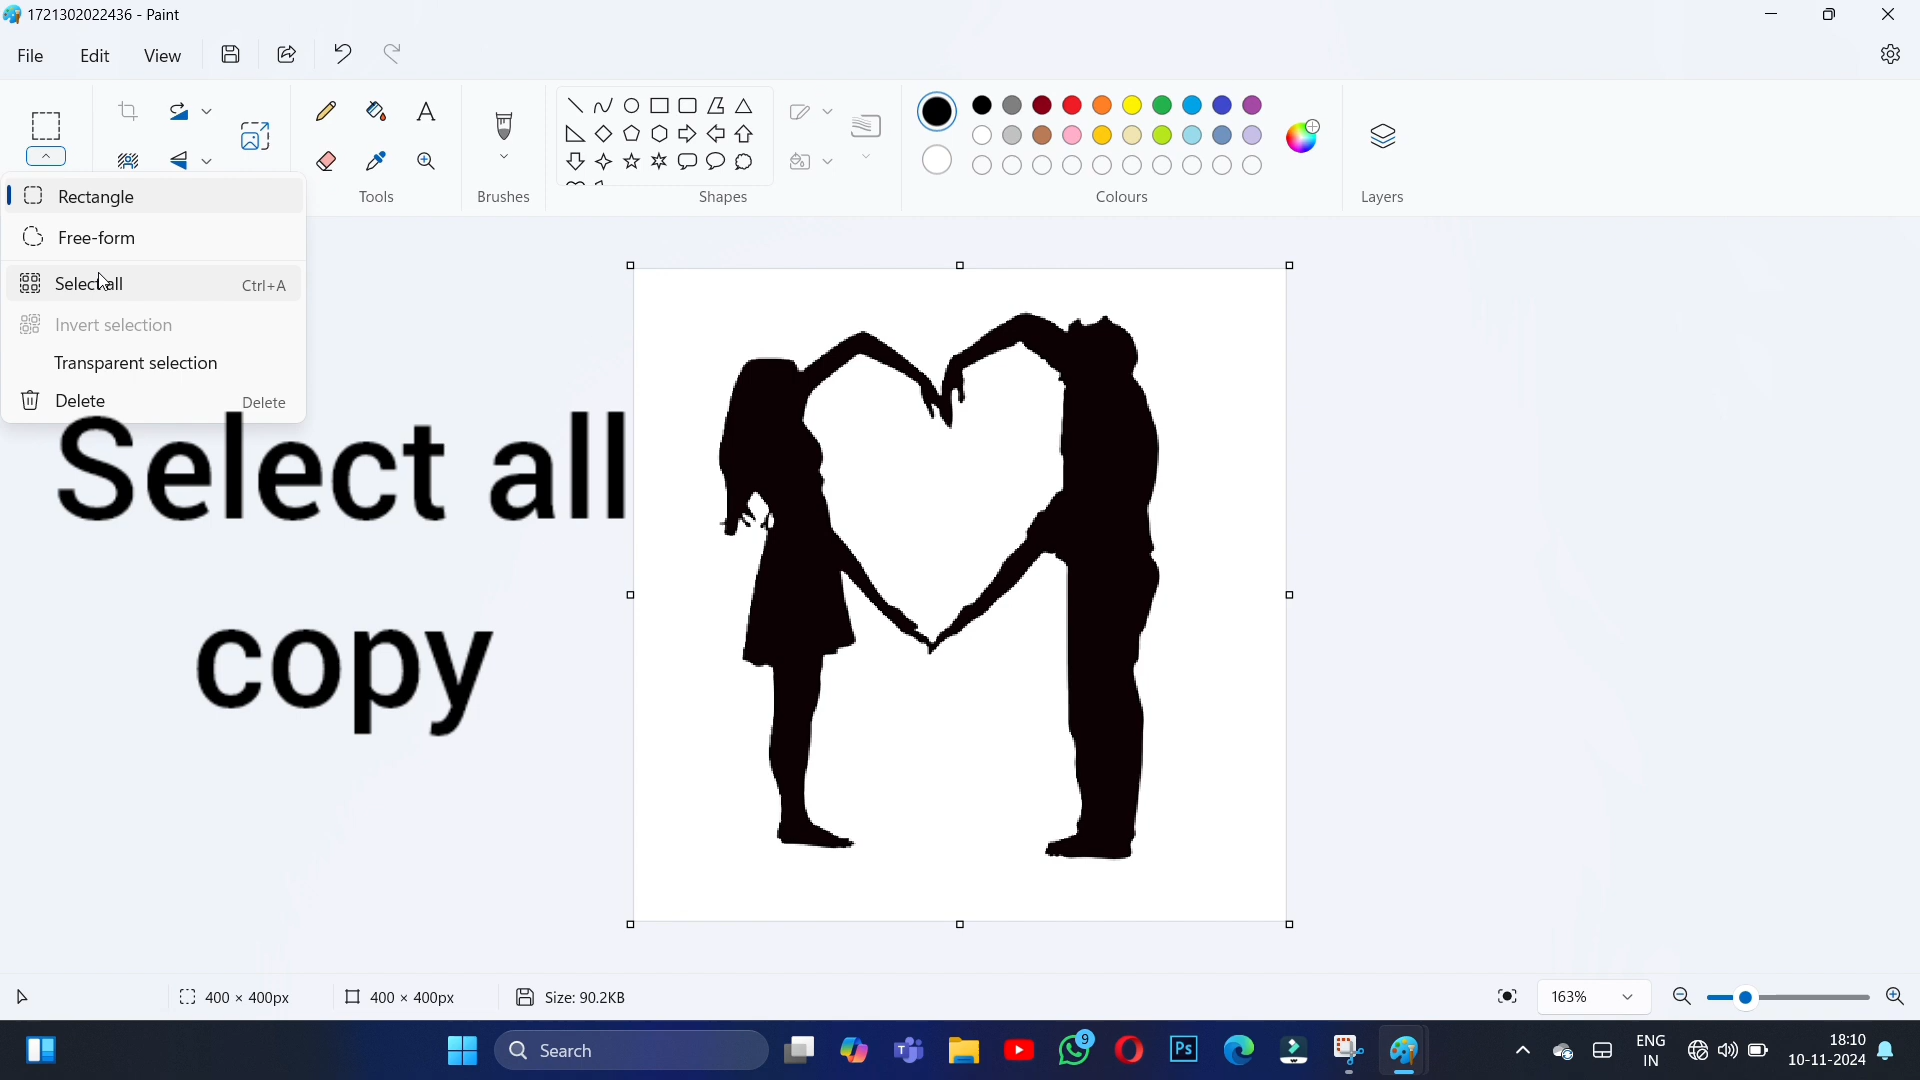 1721302022436 - Paint
File Edit View
Tools
Brushes
Shapes
Colours
Layers
Rectangle
Free-form
Select all Ctrl+A
Invert selection
Transparent selection
Delete Delete
Select all
copy
400 × 400px 400 × 400px Size: 90.2KB 163%
Search
Ps
9
ENG
IN
18:10
10-11-2024